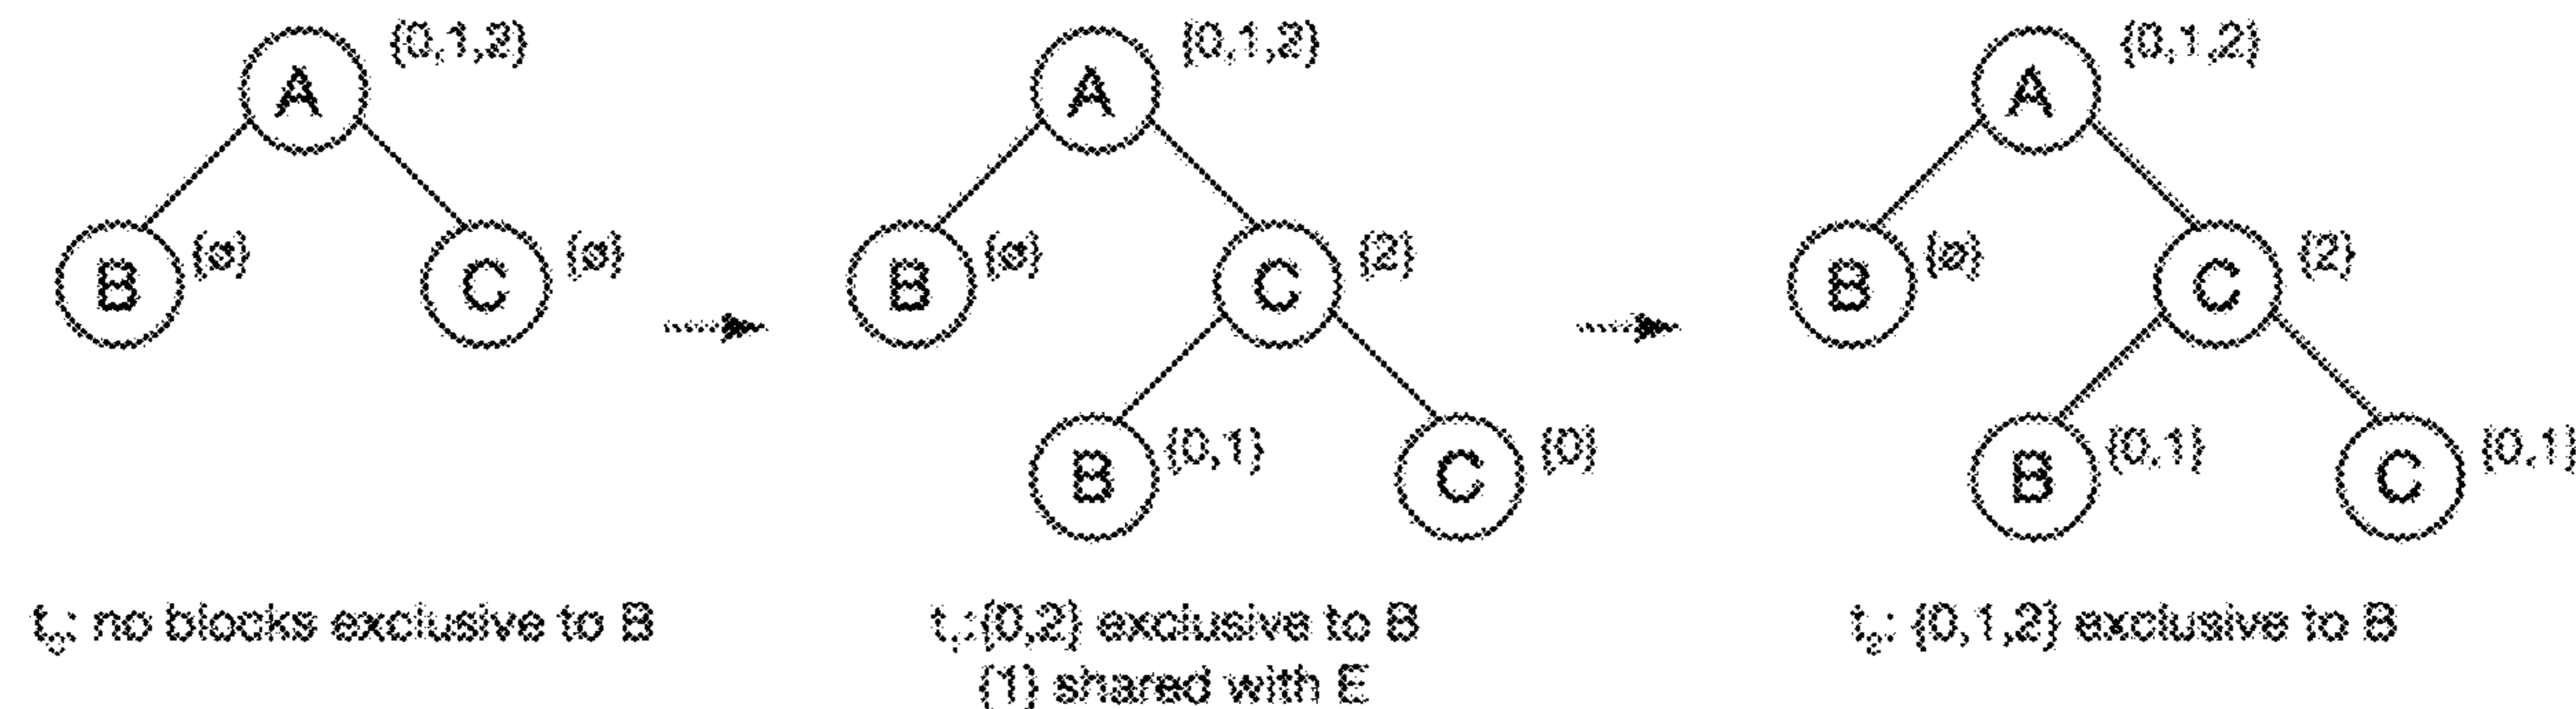 A {0,1,2}
B {ø} C {ø}
t₀: no blocks exclusive to B
A {0,1,2}
B {ø} C {2}
B {0,1} C {0}
t₁:{0,2} exclusive to B
{1} shared with E
A {0,1,2}
B {ø} C {2}
B {0,1} C {0,1}
t₂: {0,1,2} exclusive to B